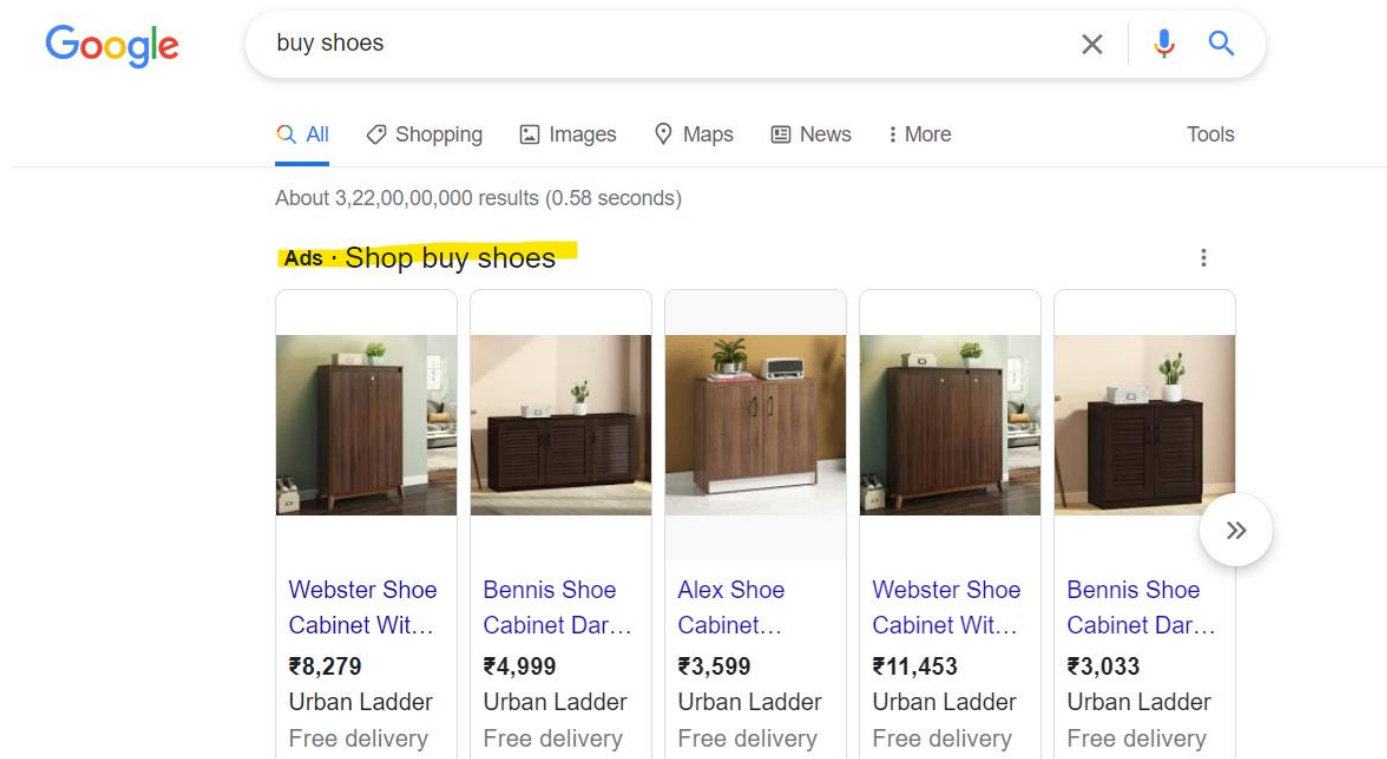 Google
buy shoes
All Shopping Images Maps News More Tools
About 3,22,00,00,000 results (0.58 seconds)
Ads · Shop buy shoes
Webster Shoe Cabinet Wit...
₹8,279
Urban Ladder
Free delivery
Bennis Shoe Cabinet Dar...
₹4,999
Urban Ladder
Free delivery
Alex Shoe Cabinet...
₹3,599
Urban Ladder
Free delivery
Webster Shoe Cabinet Wit...
₹11,453
Urban Ladder
Free delivery
Bennis Shoe Cabinet Dar...
₹3,033
Urban Ladder
Free delivery